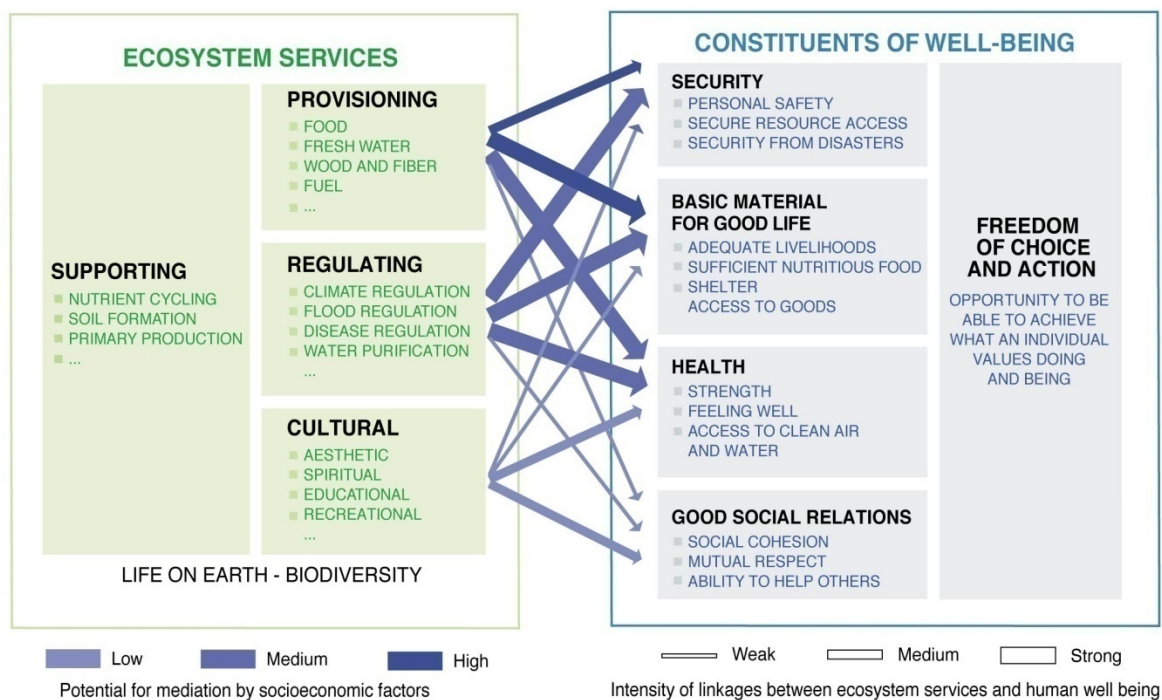 ECOSYSTEM SERVICES
SUPPORTING
NUTRIENT CYCLING
SOIL FORMATION
PRIMARY PRODUCTION
...
PROVISIONING
FOOD
FRESH WATER
WOOD AND FIBER
FUEL
...
REGULATING
CLIMATE REGULATION
FLOOD REGULATION
DISEASE REGULATION
WATER PURIFICATION
...
CULTURAL
AESTHETIC
SPIRITUAL
EDUCATIONAL
RECREATIONAL
...
LIFE ON EARTH - BIODIVERSITY
CONSTITUENTS OF WELL-BEING
SECURITY
PERSONAL SAFETY
SECURE RESOURCE ACCESS
SECURITY FROM DISASTERS
BASIC MATERIAL
FOR GOOD LIFE
ADEQUATE LIVELIHOODS
SUFFICIENT NUTRITIOUS FOOD
SHELTER
ACCESS TO GOODS
HEALTH
STRENGTH
FEELING WELL
ACCESS TO CLEAN AIR
AND WATER
GOOD SOCIAL RELATIONS
SOCIAL COHESION
MUTUAL RESPECT
ABILITY TO HELP OTHERS
FREEDOM
OF CHOICE
AND ACTION
OPPORTUNITY TO BE
ABLE TO ACHIEVE
WHAT AN INDIVIDUAL
VALUES DOING
AND BEING
Low Medium High
Potential for mediation by socioeconomic factors
Weak Medium Strong
Intensity of linkages between ecosystem services and human well being